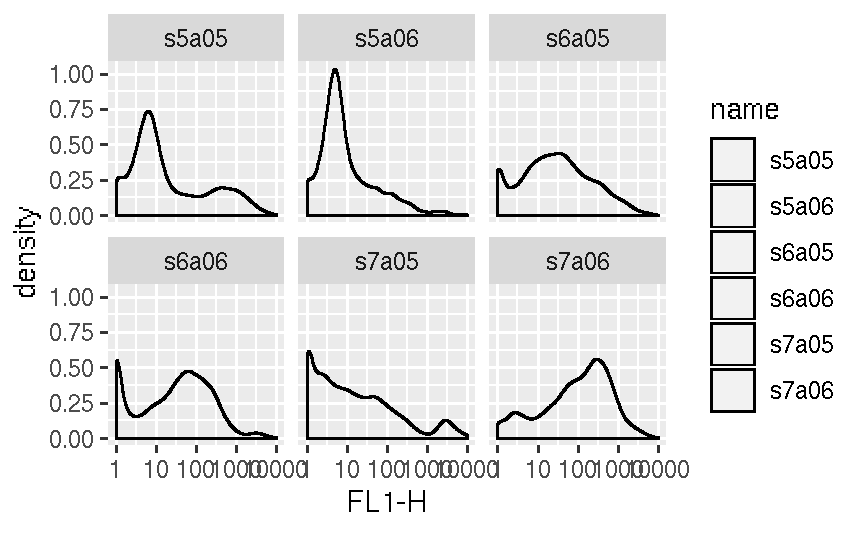 s5a05 s5a06 s6a05
1.00
0.75
0.50
0.25
0.00
s6a06 s7a05 s7a06
1.00
0.75
0.50
0.25
0.00
1 10 100 1000 10000 1 10 100 1000 10000 1 10 100 1000 10000
FL1-H
density
name
s5a05
s5a06
s6a05
s6a06
s7a05
s7a06